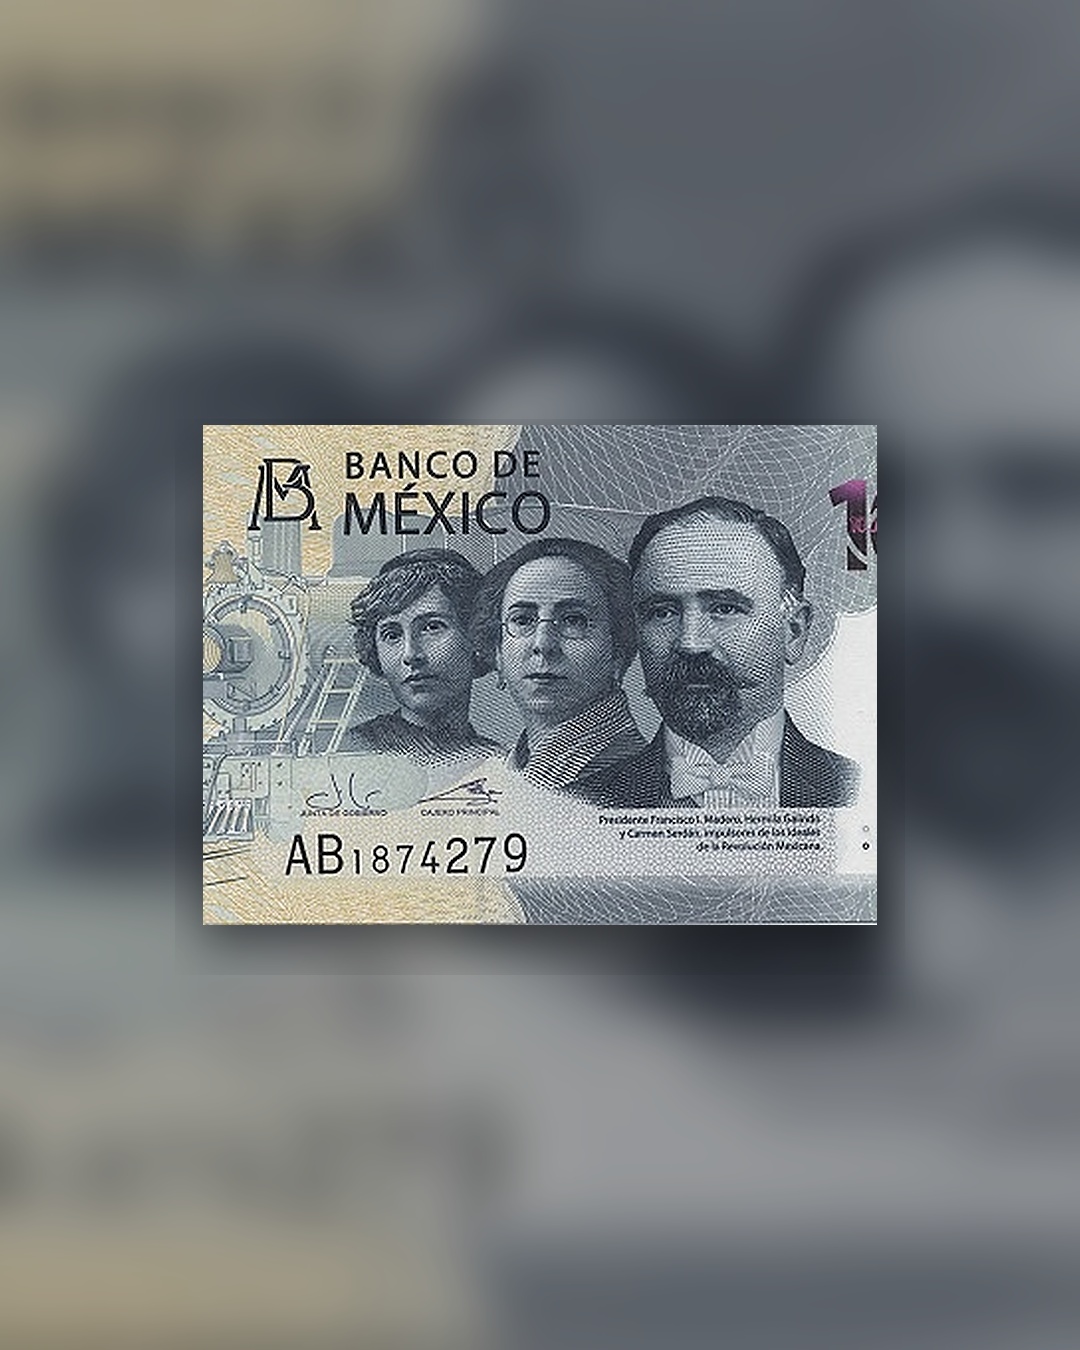 BM
BANCO DE
MÉXICO
JUNTA DE GOBIERNO
CAJERO PRINCIPAL
Presidente Francisco I. Madero, Hermila Galindo
y Carmen Serdán, impulsores de los ideales
de la Revolución Mexicana
AB1874279